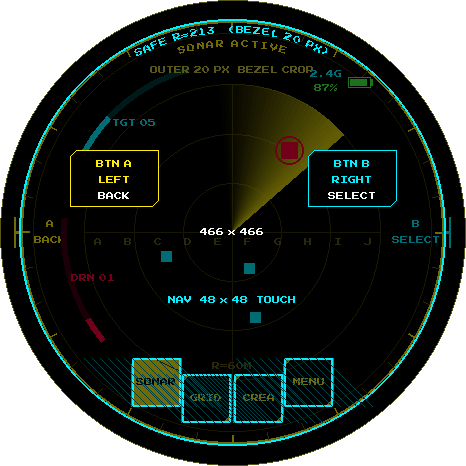 SAFE R=213 (BEZEL 20 PX)
SONAR ACTIVE
OUTER 20 PX BEZEL CROP
2.4G
87%
TGT 05
BTN A
LEFT
BACK
BTN B
RIGHT
SELECT
A
BACK
466 x 466
B
SELECT
A B C D E F G H I J
DRN 01
NAV 48 x 48 TOUCH
R=60M
SONAR
GRID
CREA
MENU